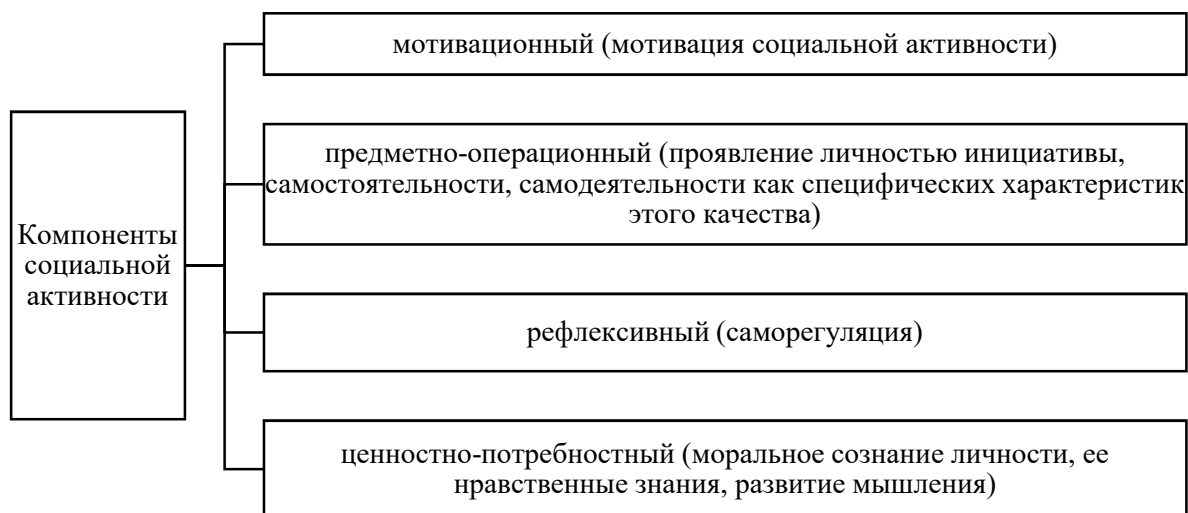 мотивационный (мотивация социальной активности)
предметно-операционный (проявление личностью инициативы,
самостоятельности, самодеятельности как специфических характеристик
этого качества)
Компоненты
социальной
активности
рефлексивный (саморегуляция)
ценностно-потребностный (моральное сознание личности, ее
нравственные знания, развитие мышления)